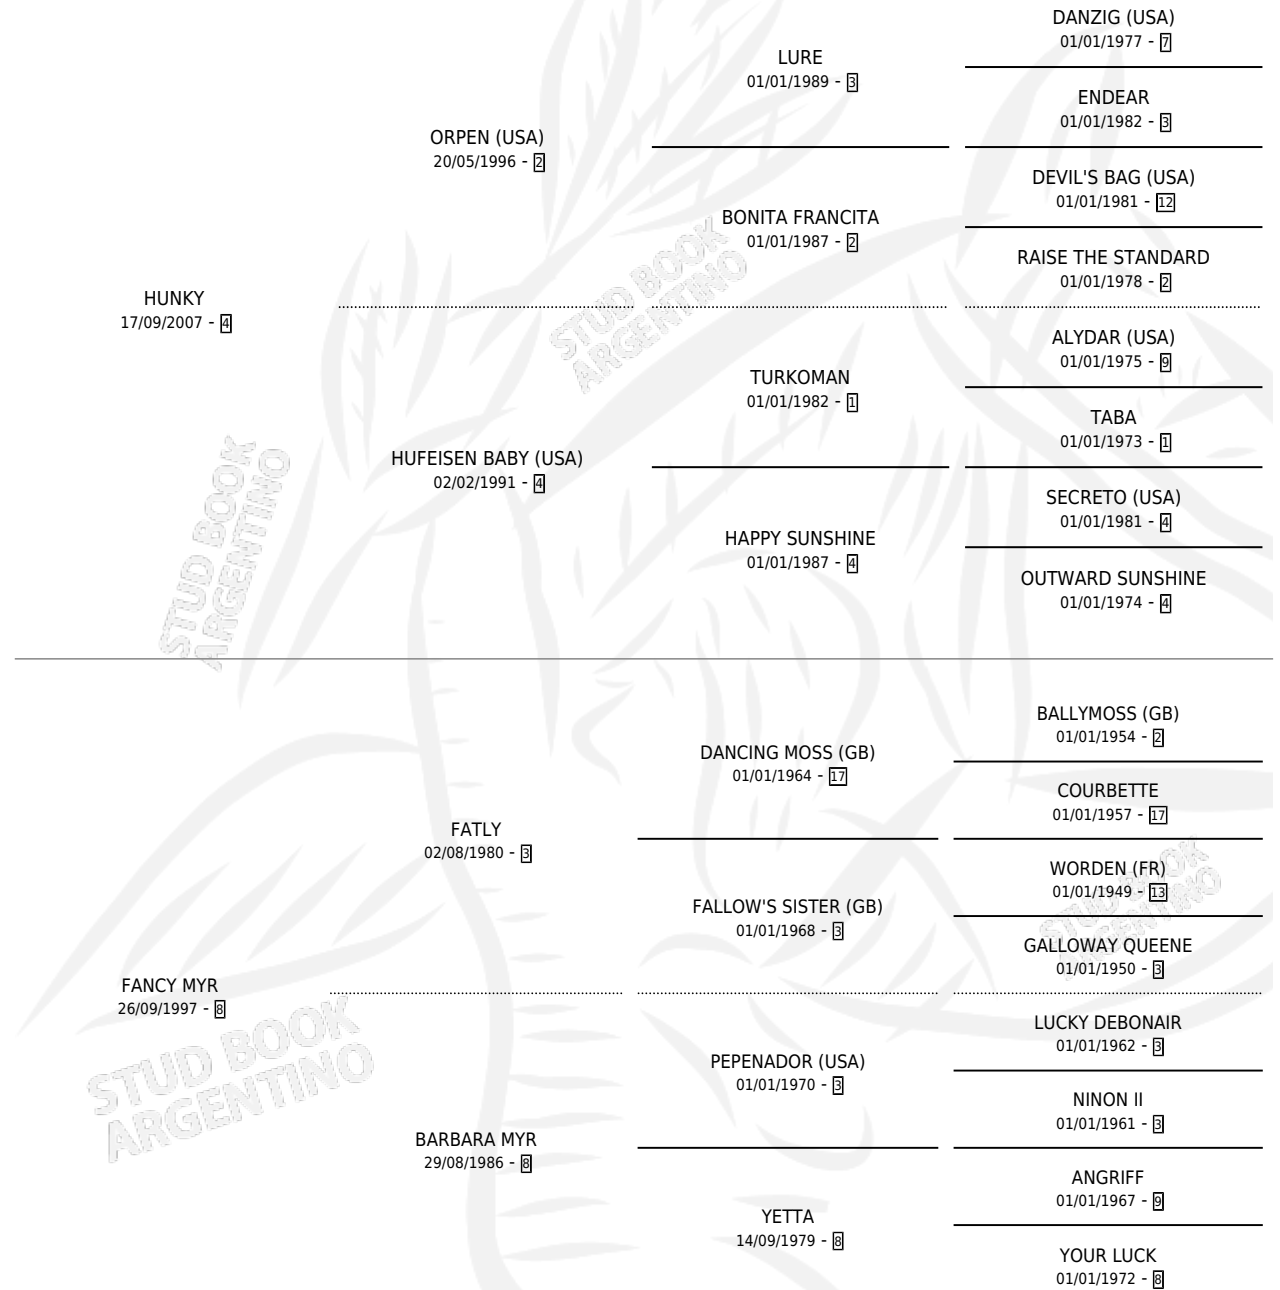 DANZIG (USA)
01/01/1977 - 7
LURE
01/01/1989 - 3
ENDEAR
01/01/1982 - 3
ORPEN (USA)
20/05/1996 - 2
DEVIL'S BAG (USA)
01/01/1981 - 12
BONITA FRANCITA
01/01/1987 - 2
RAISE THE STANDARD
01/01/1978 - 2
HUNKY
17/09/2007 - 4
ALYDAR (USA)
01/01/1975 - 9
TURKOMAN
01/01/1982 - 1
TABA
01/01/1973 - 1
HUFEISEN BABY (USA)
02/02/1991 - 4
SECRETO (USA)
01/01/1981 - 4
HAPPY SUNSHINE
01/01/1987 - 4
OUTWARD SUNSHINE
01/01/1974 - 4
STUD BOOK
ARGENTINO
STUD BOOK
ARGENTINO
BALLYMOSS (GB)
01/01/1954 - 2
DANCING MOSS (GB)
01/01/1964 - 17
COURBETTE
01/01/1957 - 17
FATLY
02/08/1980 - 3
WORDEN (FR)
01/01/1949 - 13
FALLOW'S SISTER (GB)
01/01/1968 - 3
GALLOWAY QUEENE
01/01/1950 - 3
FANCY MYR
26/09/1997 - 8
LUCKY DEBONAIR
01/01/1962 - 3
PEPENADOR (USA)
01/01/1970 - 3
NINON II
01/01/1961 - 3
BARBARA MYR
29/08/1986 - 8
ANGRIFF
01/01/1967 - 9
YETTA
14/09/1979 - 8
YOUR LUCK
01/01/1972 - 8
STUD BOOK
ARGENTINO
STUD BOOK
ARGENTINO